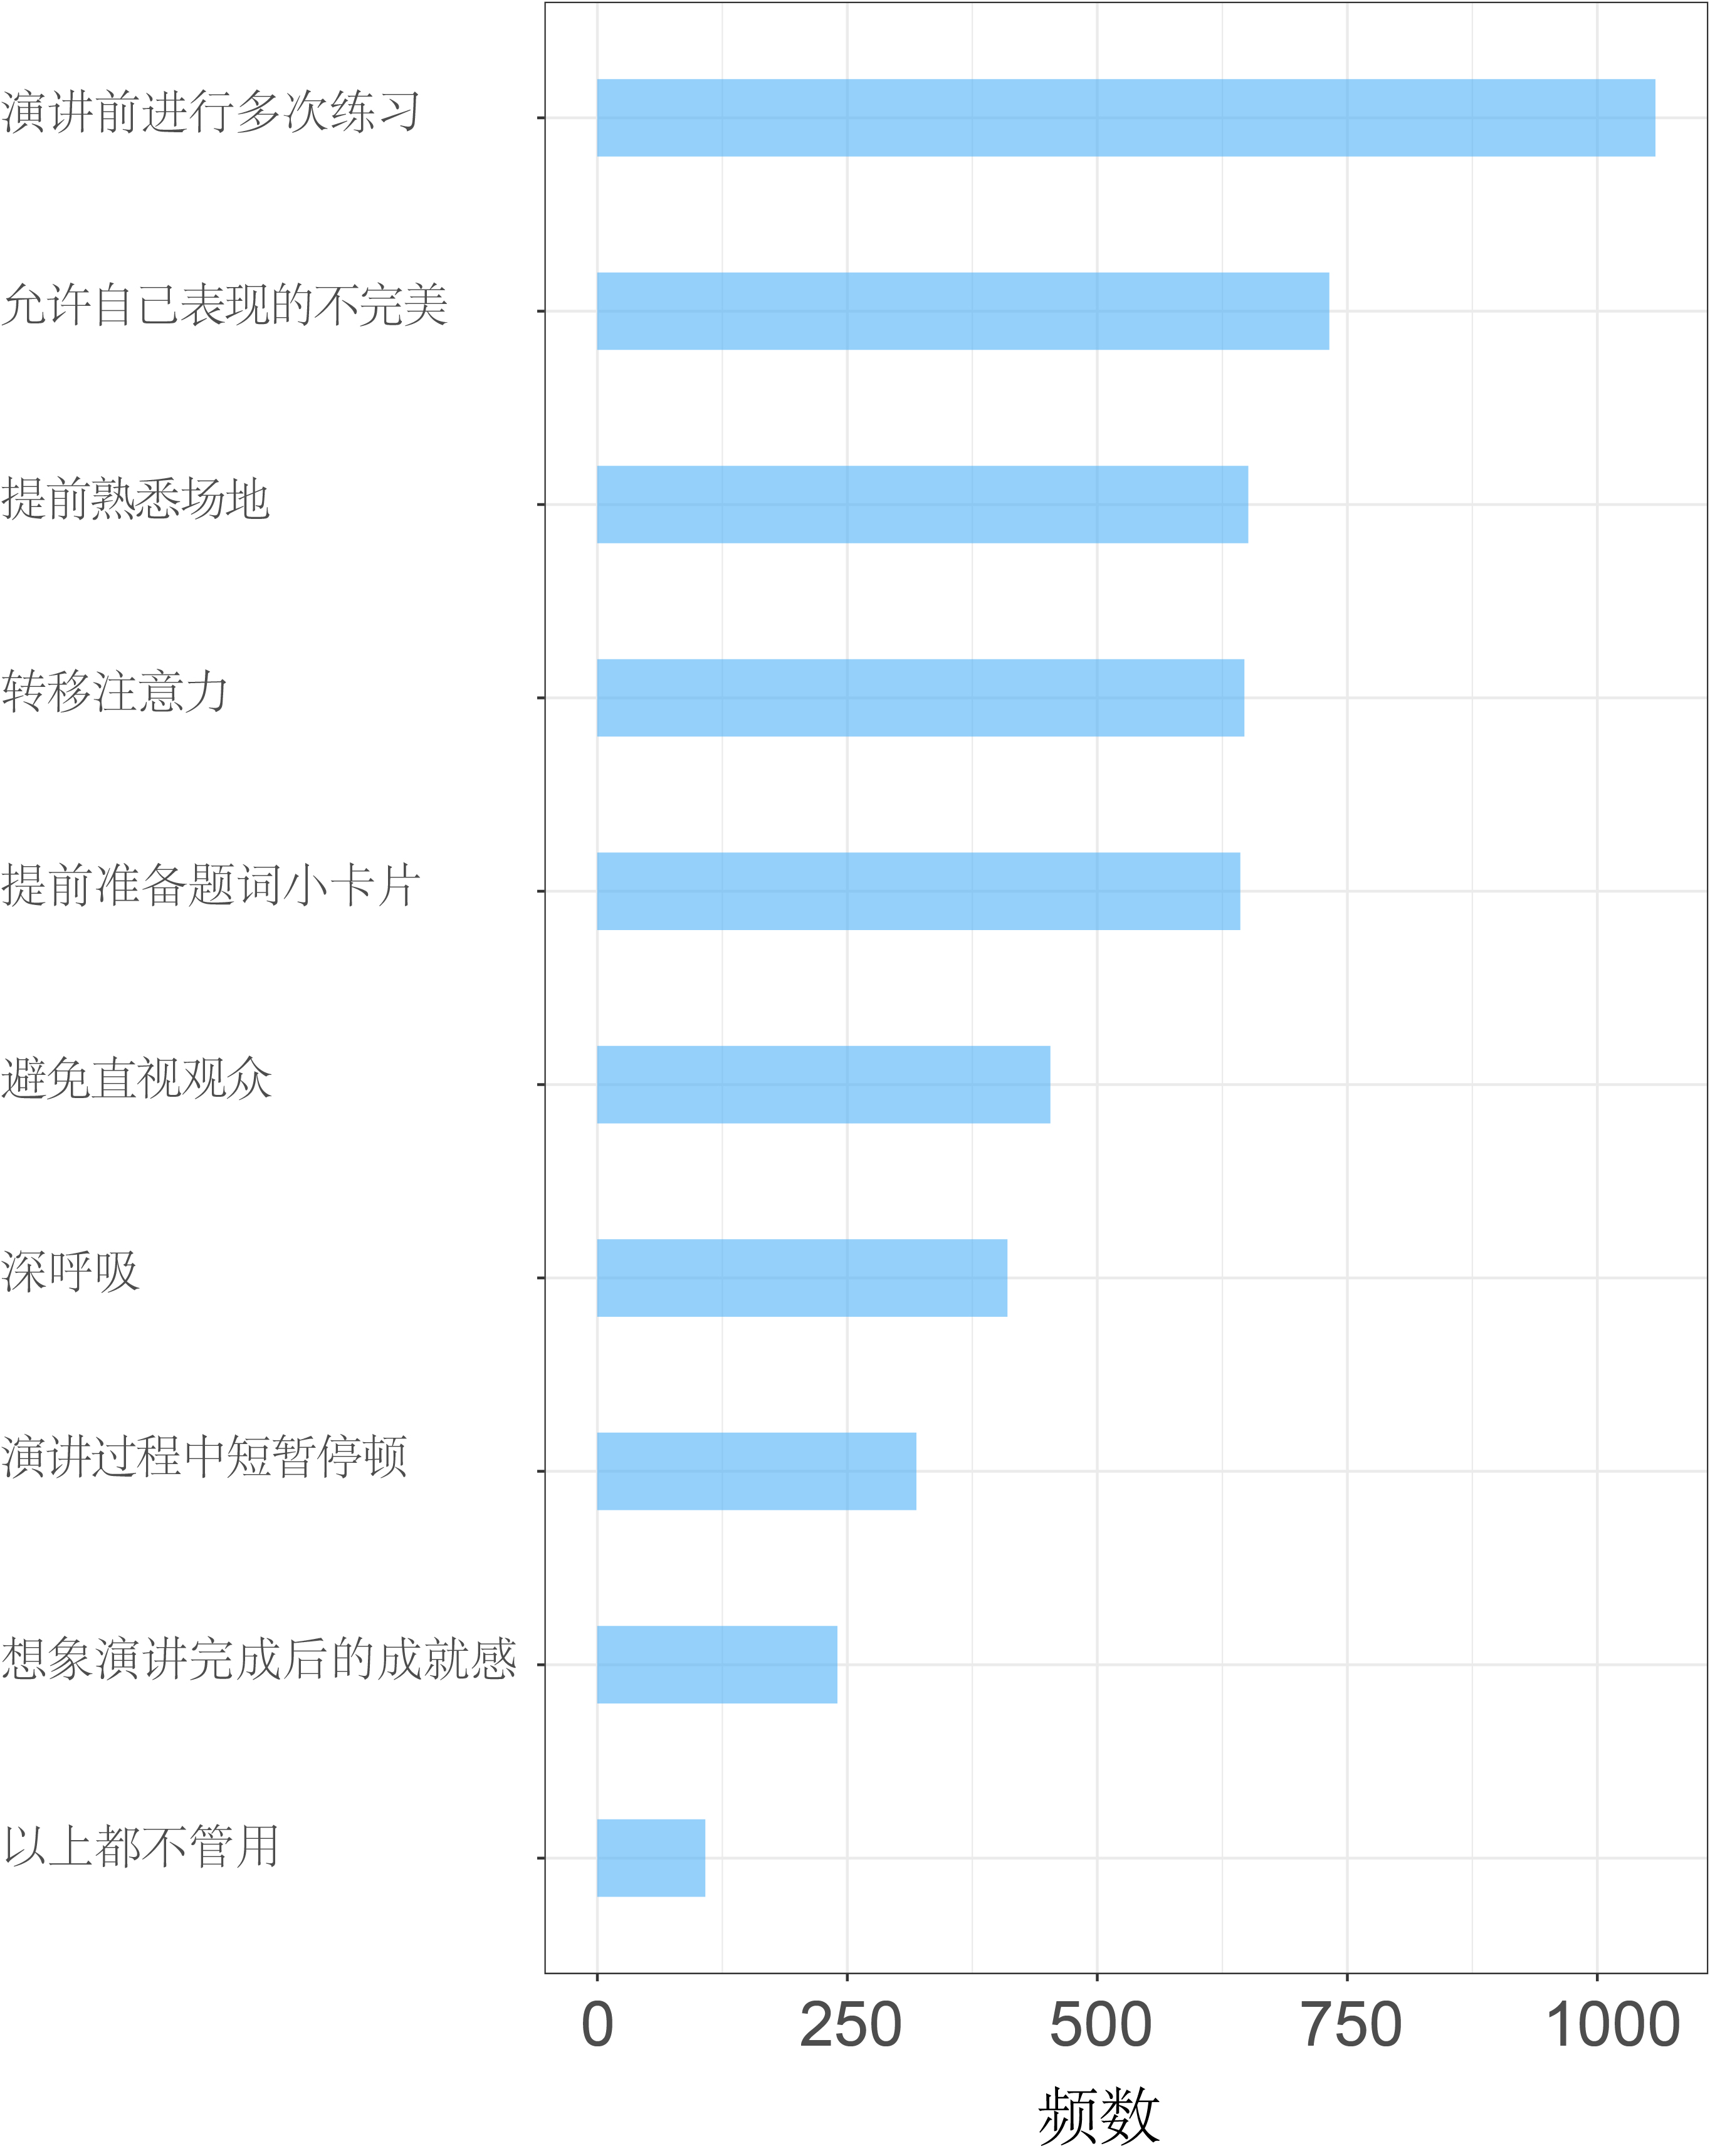 演讲前进行多次练习
允许自己表现的不完美
提前熟悉场地
转移注意力
提前准备题词小卡片
避免直视观众
深呼吸
演讲过程中短暂停顿
想象演讲完成后的成就感
以上都不管用
0 250 500 750 1000
频数